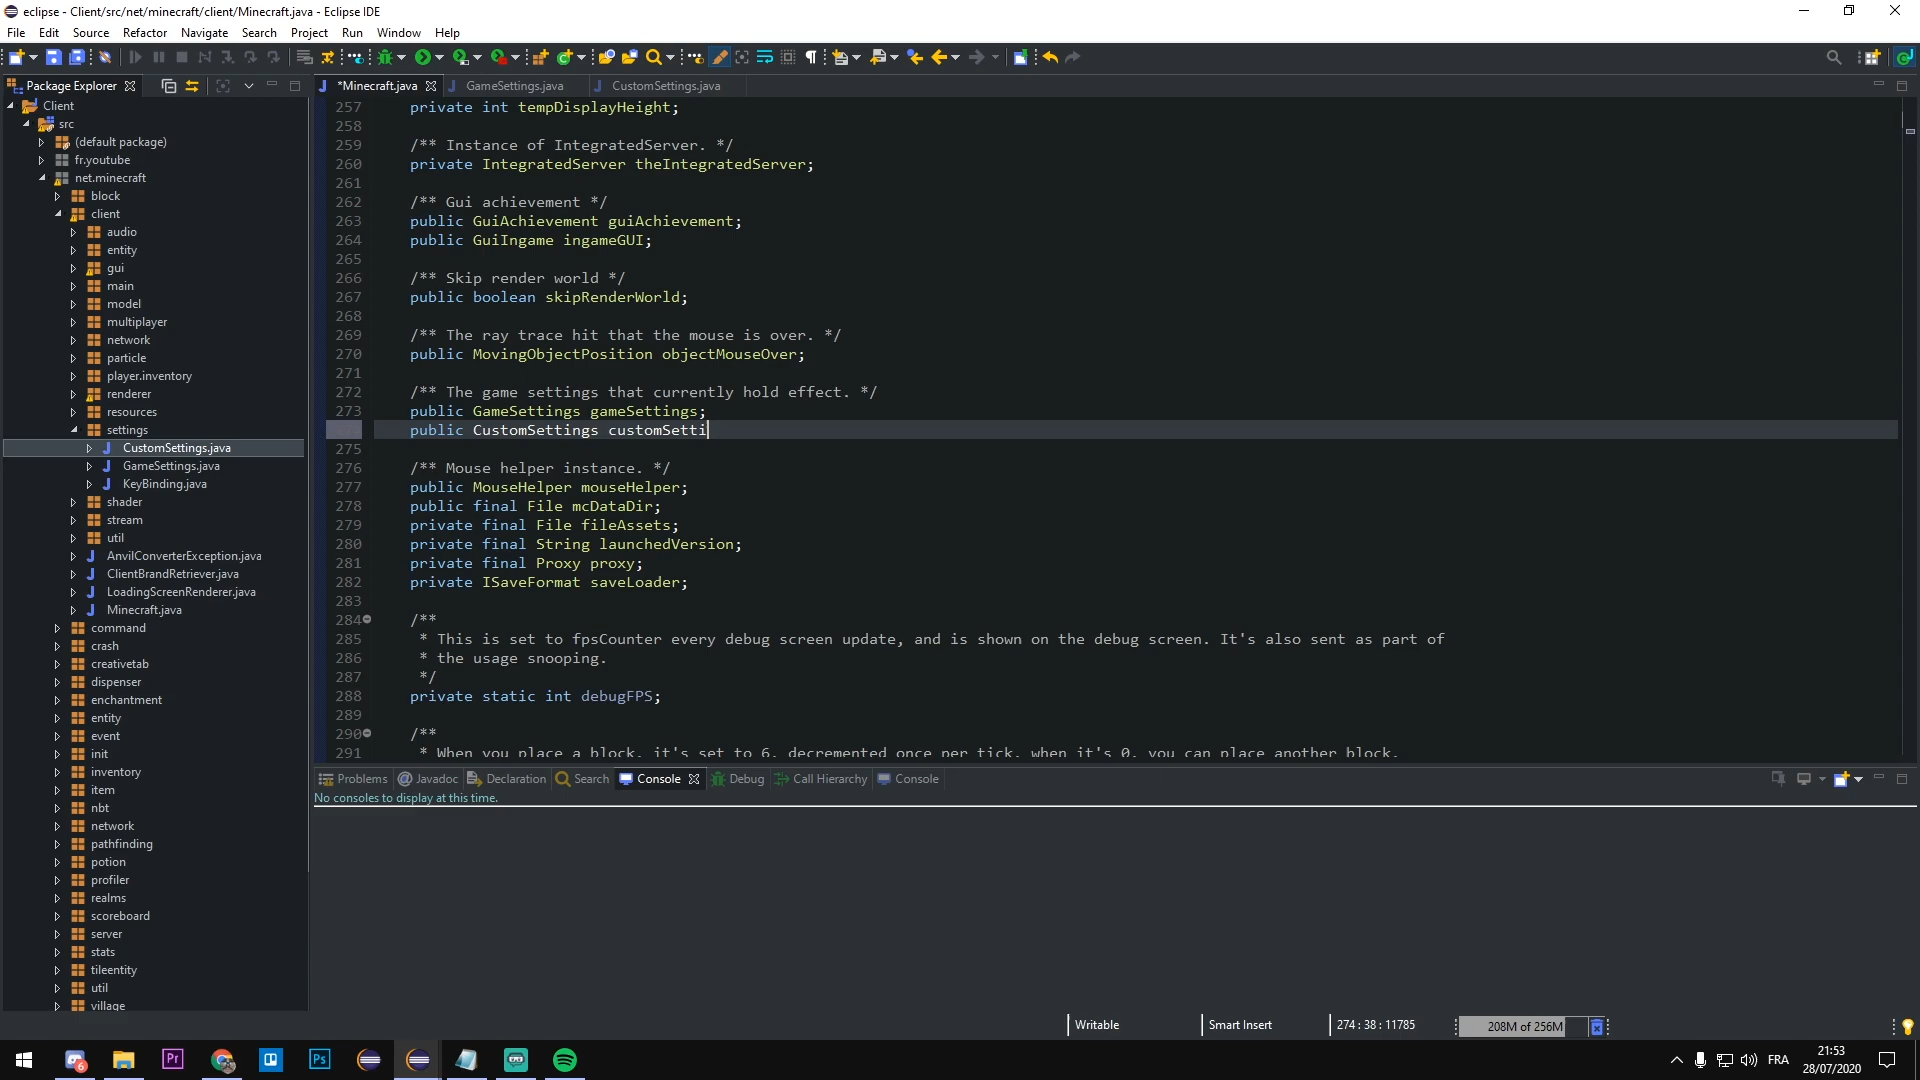 eclipse - Client/src/net/minecraft/client/Minecraft.java - Eclipse IDE
File Edit Source Refactor Navigate Search Project Run Window Help
Package Explorer
*Minecraft.java GameSettings.java CustomSettings.java
Client
src
(default package)
fr.youtube
net.minecraft
block
client
audio
entity
gui
main
model
multiplayer
network
particle
player.inventory
renderer
resources
settings
CustomSettings.java
GameSettings.java
KeyBinding.java
shader
stream
util
AnvilConverterException.java
ClientBrandRetriever.java
LoadingScreenRenderer.java
Minecraft.java
command
crash
creativetab
dispenser
enchantment
entity
event
init
inventory
item
nbt
network
pathfinding
potion
profiler
realms
scoreboard
server
stats
tileentity
util
village
257 private int tempDisplayHeight;
258
259 /** Instance of IntegratedServer. */
260 private IntegratedServer theIntegratedServer;
261
262 /** Gui achievement */
263 public GuiAchievement guiAchievement;
264 public GuiIngame ingameGUI;
265
266 /** Skip render world */
267 public boolean skipRenderWorld;
268
269 /** The ray trace hit that the mouse is over. */
270 public MovingObjectPosition objectMouseOver;
271
272 /** The game settings that currently hold effect. */
273 public GameSettings gameSettings;
public CustomSettings customSetti
275
276 /** Mouse helper instance. */
277 public MouseHelper mouseHelper;
278 public final File mcDataDir;
279 private final File fileAssets;
280 private final String launchedVersion;
281 private final Proxy proxy;
282 private ISaveFormat saveLoader;
283
284 /**
285 * This is set to fpsCounter every debug screen update, and is shown on the debug screen. It's also sent as part of
286 * the usage snooping.
287 */
288 private static int debugFPS;
289
290 /**
291 * When you place a block, it's set to 6, decremented once per tick, when it's 0, you can place another block.
Problems Javadoc Declaration Search Console Debug Call Hierarchy Console
No consoles to display at this time.
Writable Smart Insert 274 : 38 : 11785 208M of 256M
Pr Ps FRA 21:53
28/07/2020